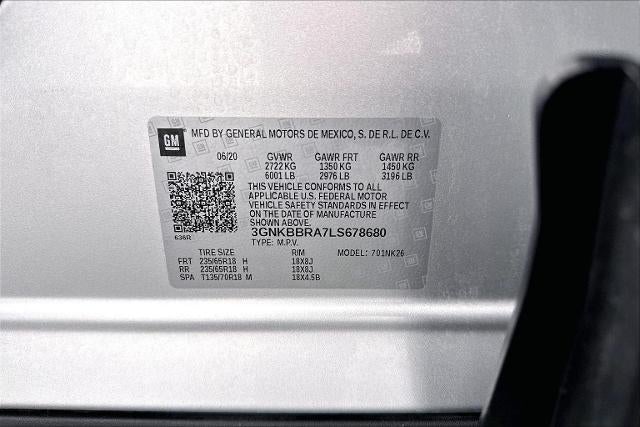 GM
MFD BY GENERAL MOTORS DE MEXICO, S. DE R.L. DE C.V.
06/20 GVWR GAWR FRT GAWR RR
2722 KG 1350 KG 1450 KG
6001 LB 2976 LB 3196 LB
THIS VEHICLE CONFORMS TO ALL
APPLICABLE U.S. FEDERAL MOTOR
VEHICLE SAFETY STANDARDS IN EFFECT
ON THE DATE OF MANUFACTURE
SHOWN ABOVE.
3GNKBBRA7LS678680
636R TYPE: M.P.V.
TIRE SIZE RIM MODEL: 701NK26
FRT 235/65R18 H 18X8J
RR 235/65R18 H 18X8J
SPA T135/70R18 M 18X4.5B